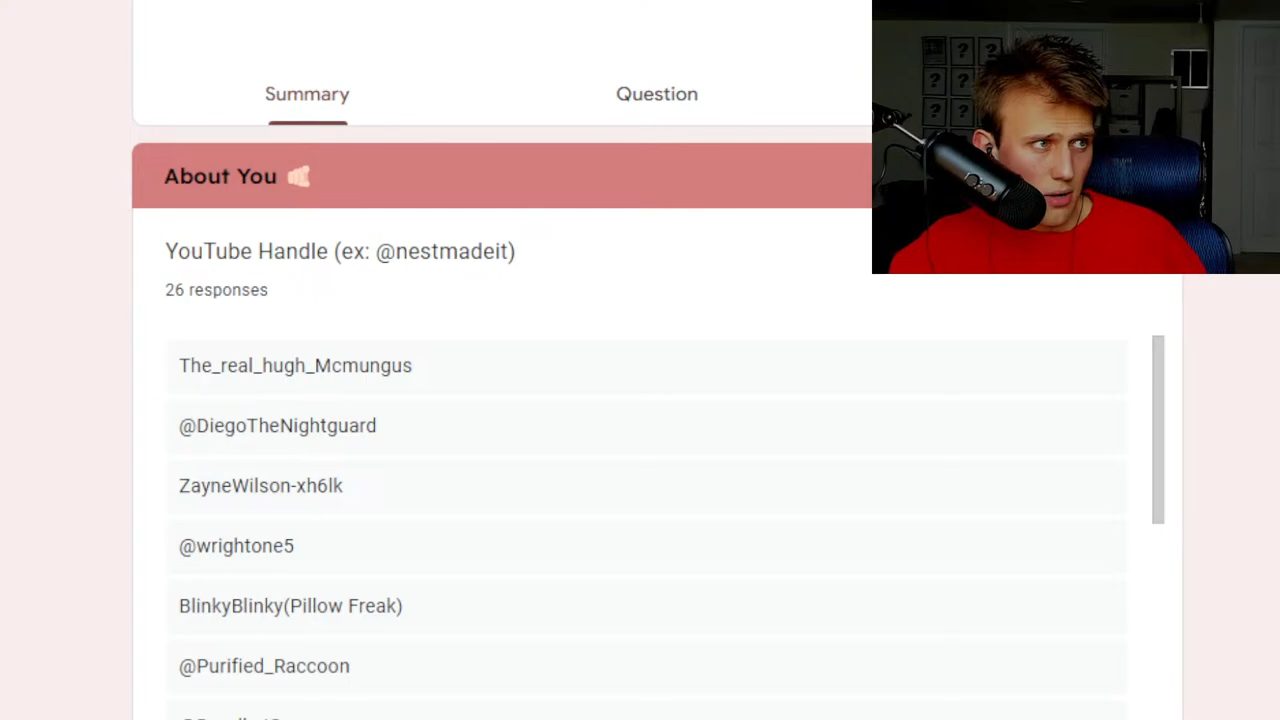 Summary
Question
About You
YouTube Handle (ex: @nestmadeit)
26 responses
The_real_hugh_Mcmungus
@DiegoTheNightguard
ZayneWilson-xh6lk
@wrightone5
BlinkyBlinky(Pillow Freak)
@Purified_Raccoon